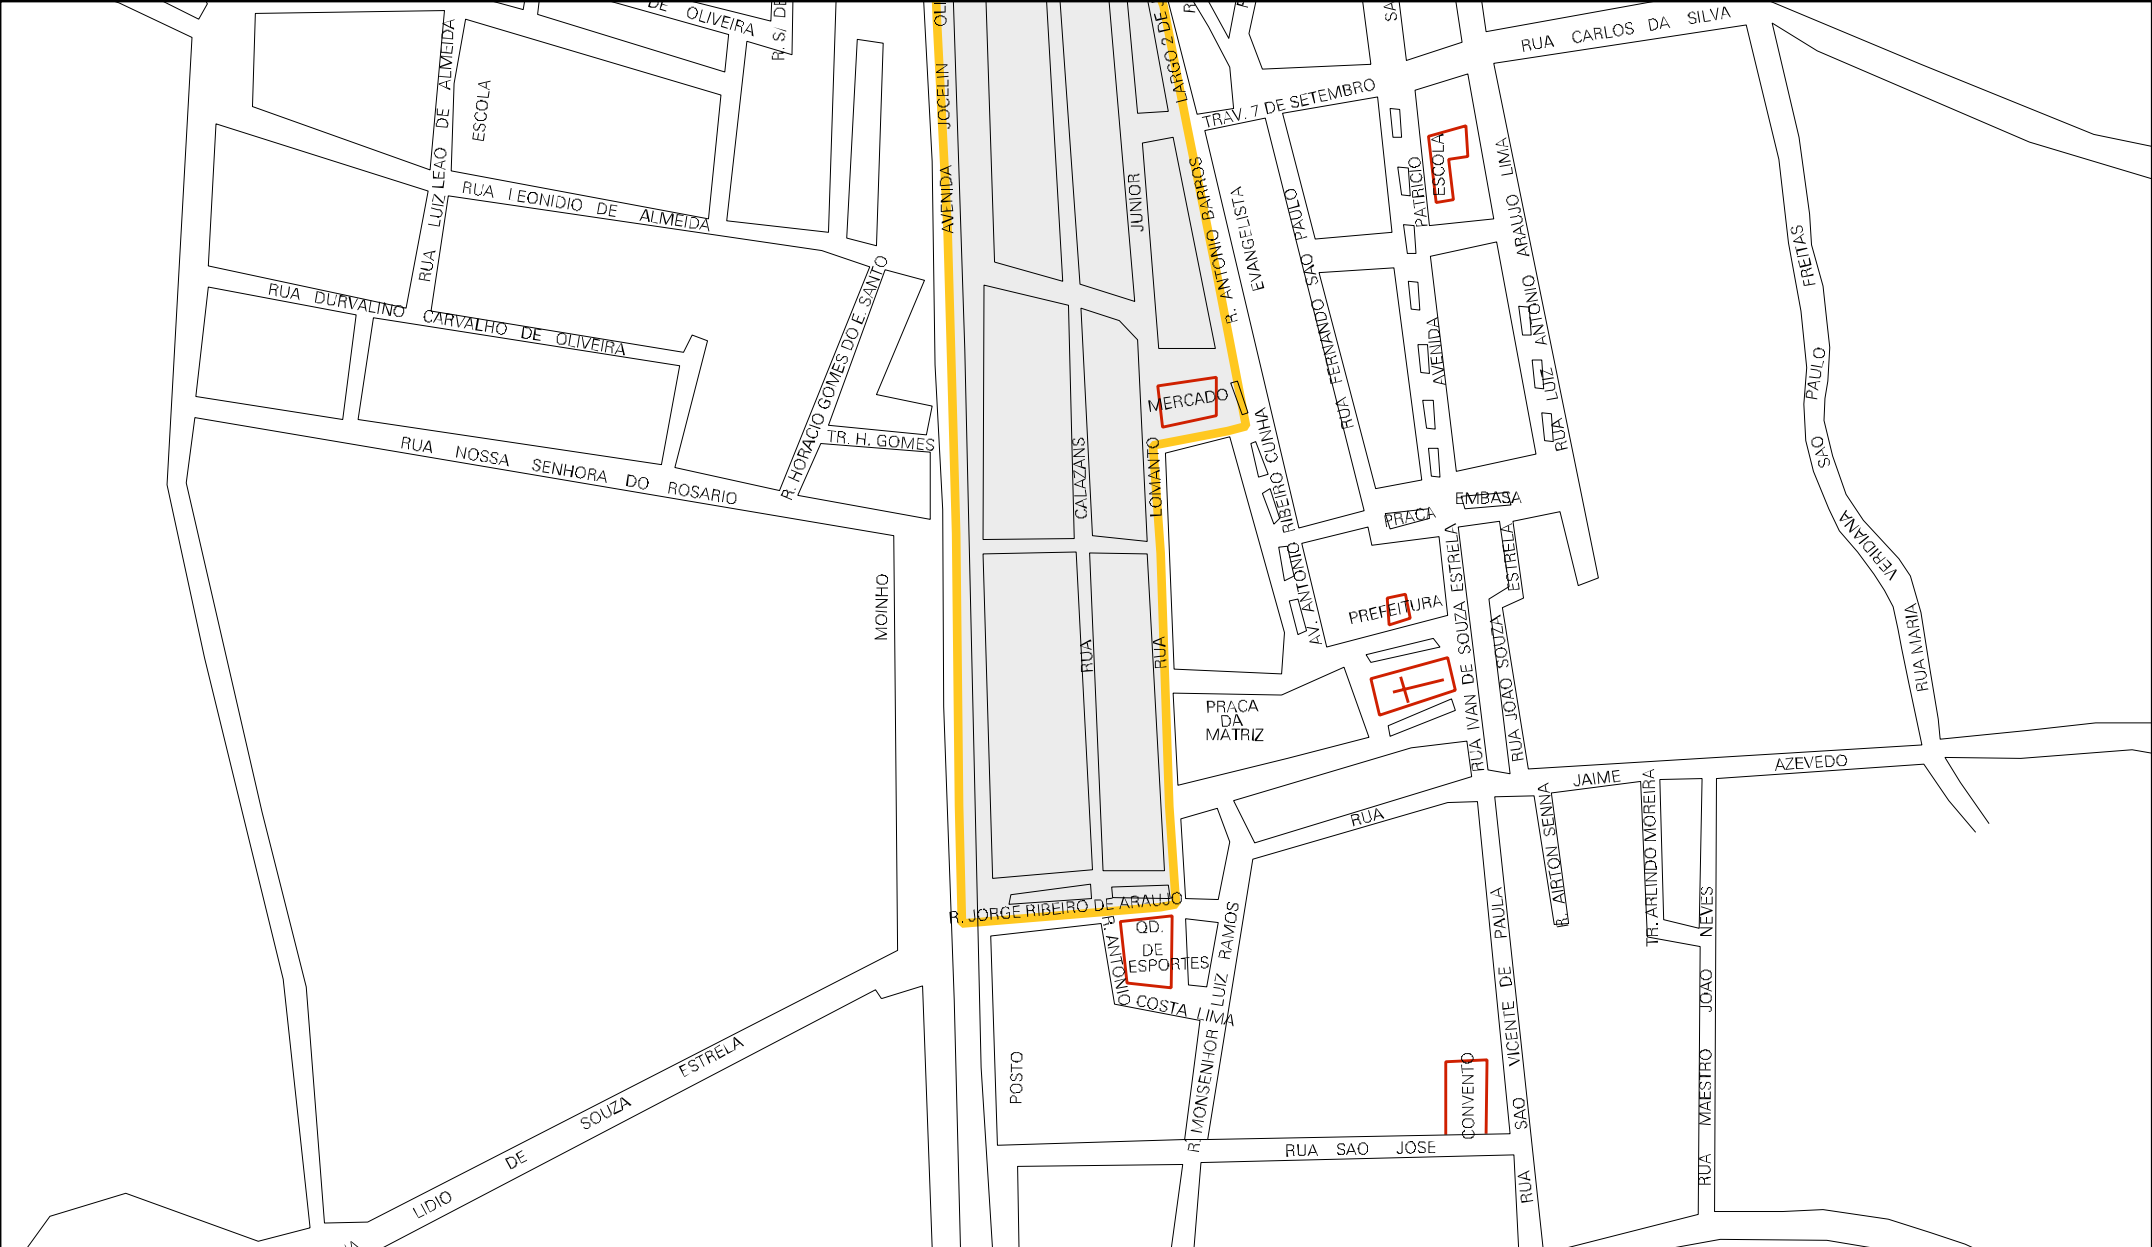 DE OLIVEIRA
RUA CARLOS DA SILVA
RUA LUIZ LEAO DE ALMEIDA
ESCOLA
AVENIDA JOCELIN
LARGO 2 DE
TRAV. 7 DE SETEMBRO
RUA LEONIDIO DE ALMEIDA
JUNIOR
R. ANTONIO BARROS
EVANGELISTA
RUA FERNANDO SAO PAULO
AVENIDA PATRICIO
ESCOLA
RUA LUIZ ANTONIO ARAUJO LIMA
RUA MARIA VERIDIANA SAO PAULO FREITAS
RUA DURVALINO CARVALHO DE OLIVEIRA
R. HORACIO GOMES DO E. SANTO
TR. H. GOMES
RUA NOSSA SENHORA DO ROSARIO
MERCADO
RUA CALAZANS
RUA LOMANTO
AV. ANTONIO RIBEIRO CUNHA
EMBASA
PRACA
MOINHO
PREFEITURA
RUA IVAN DE SOUZA ESTRELA
RUA JOAO SOUZA ESTRELA
PRACA
DA
MATRIZ
RUA JAIME AZEVEDO
R. AIRTON SENNA
TR. ARLINDO MOREIRA
R. JORGE RIBEIRO DE ARAUJO
QD.
DE
ESPORTES
R. ANTONIO COSTA LIMA
R. MONSENHOR LUIZ RAMOS
RUA SAO VICENTE DE PAULA
RUA MAESTRO JOAO NEVES
POSTO
CONVENTO
RUA SAO JOSE
LIDIO DE SOUZA ESTRELA